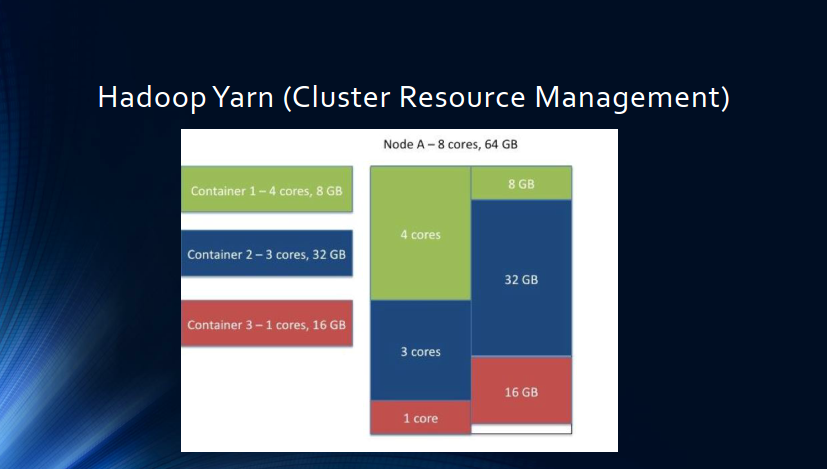 Hadoop Yarn (Cluster Resource Management)
Node A – 8 cores, 64 GB
Container 1 – 4 cores, 8 GB
Container 2 – 3 cores, 32 GB
Container 3 – 1 cores, 16 GB
4 cores
8 GB
3 cores
32 GB
1 core
16 GB